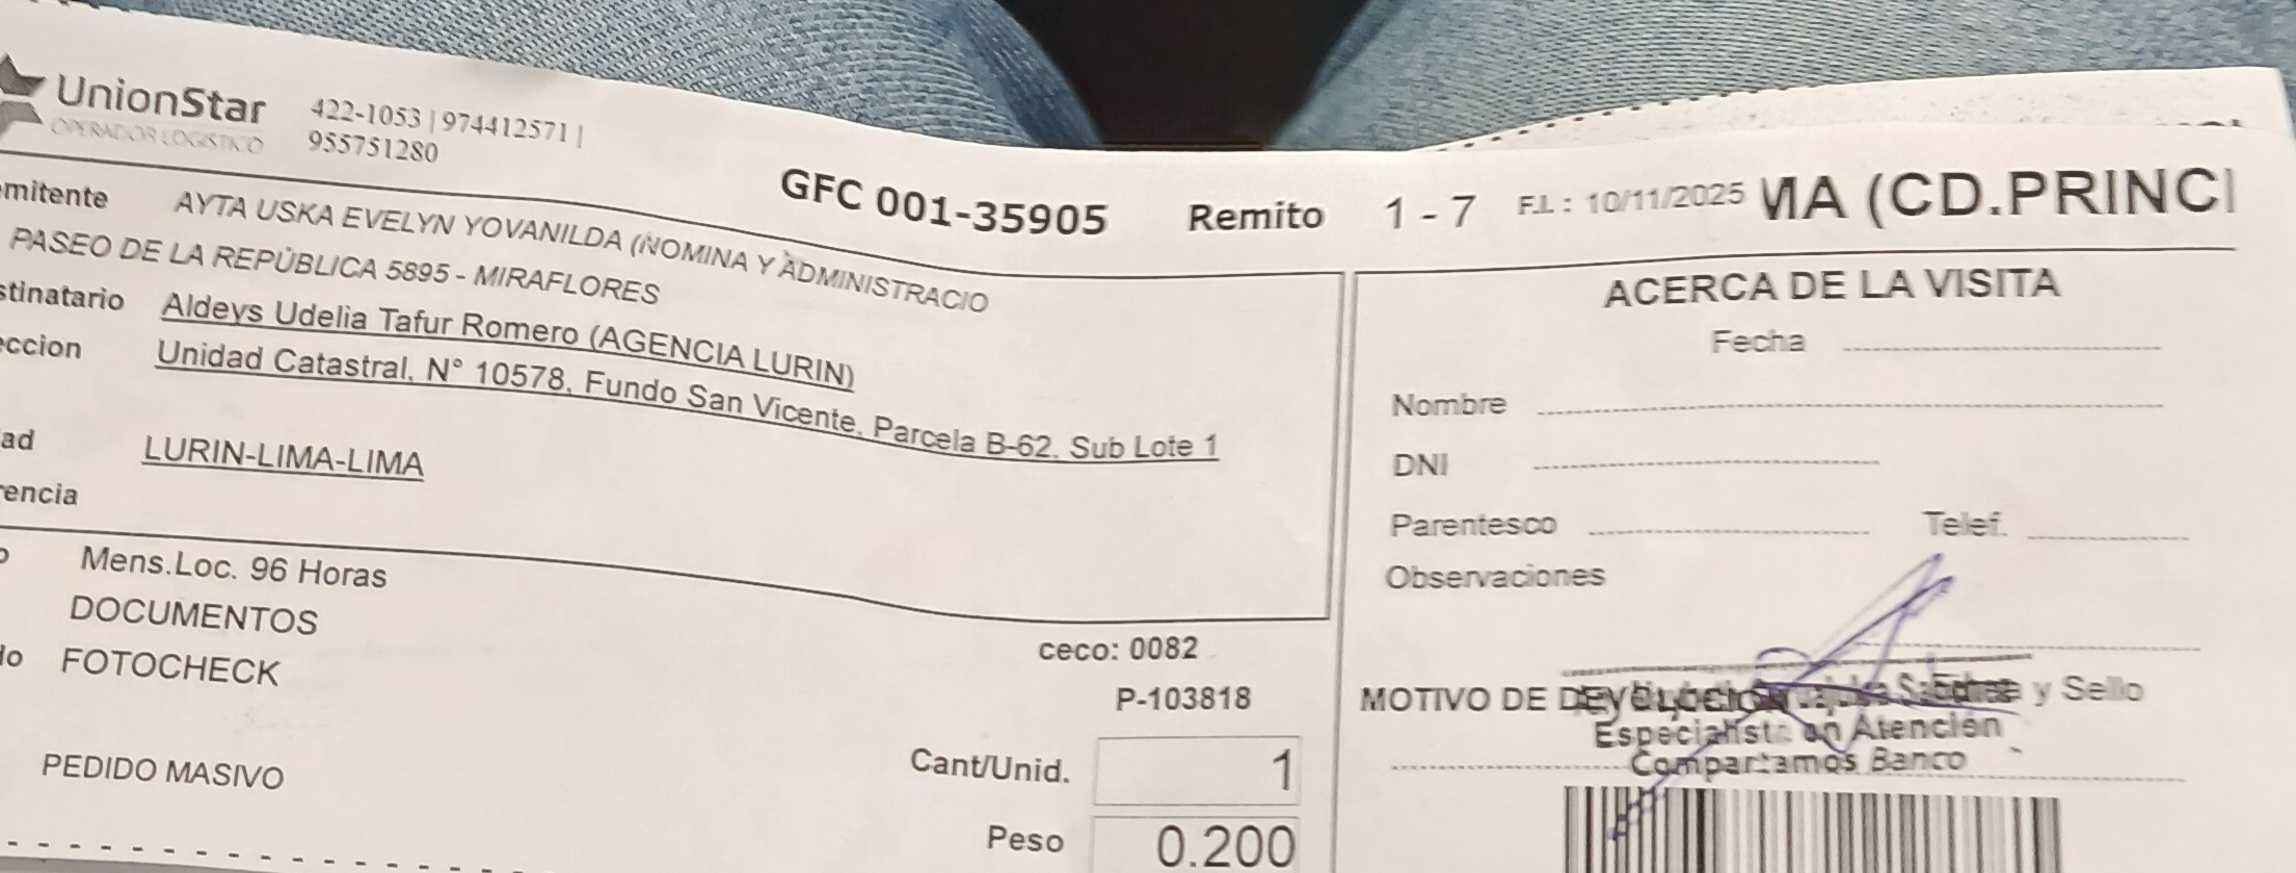 UnionStar
OPERADOR LOGISTICO
422-1053 | 974412571 |
955751280
GFC 001-35905 Remito 1 - 7 F.I.: 10/11/2025 MA (CD.PRINCI
mitente AYTA USKA EVELYN YOVANILDA (NOMINA Y ADMINISTRACIO
PASEO DE LA REPÚBLICA 5895 - MIRAFLORES
stinatario Aldeys Udelia Tafur Romero (AGENCIA LURIN)
eccion Unidad Catastral, N° 10578, Fundo San Vicente, Parcela B-62, Sub Lote 1
ad LURIN-LIMA-LIMA
rencia
o Mens.Loc. 96 Horas
DOCUMENTOS
do FOTOCHECK
ceco: 0082
P-103818
PEDIDO MASIVO
Cant/Unid. 1
Peso 0.200
ACERCA DE LA VISITA
Fecha
Nombre
DNI
Parentesco Telef.
Observaciones
MOTIVO DE DEVOLUCION y Sello
Especialista en Atención
Compartamos Banco